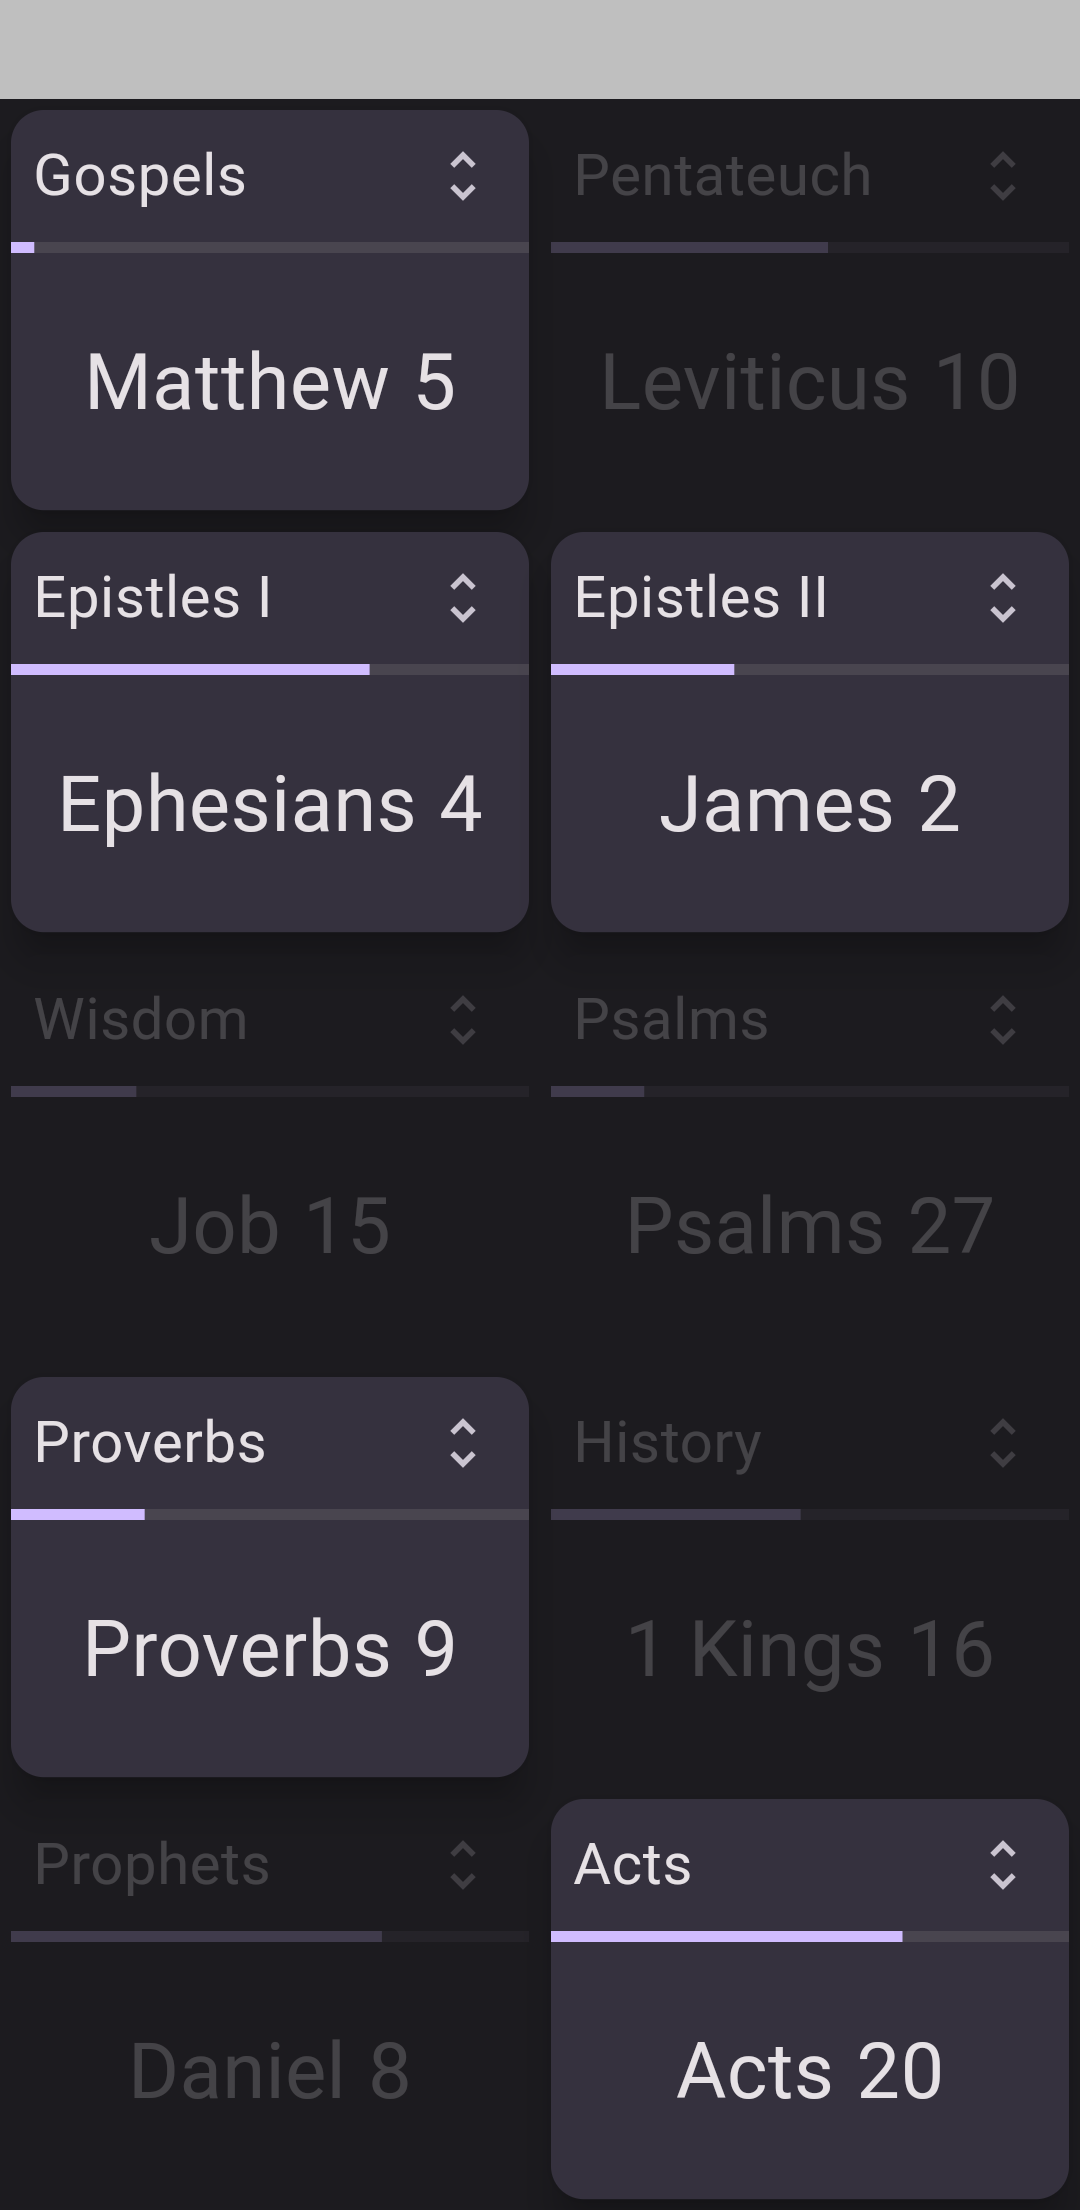 Gospels
Pentateuch
Matthew 5
Leviticus 10
Epistles I
Epistles II
Ephesians 4
James 2
Wisdom
Psalms
Job 15
Psalms 27
Proverbs
History
Proverbs 9
1 Kings 16
Prophets
Acts
Daniel 8
Acts 20